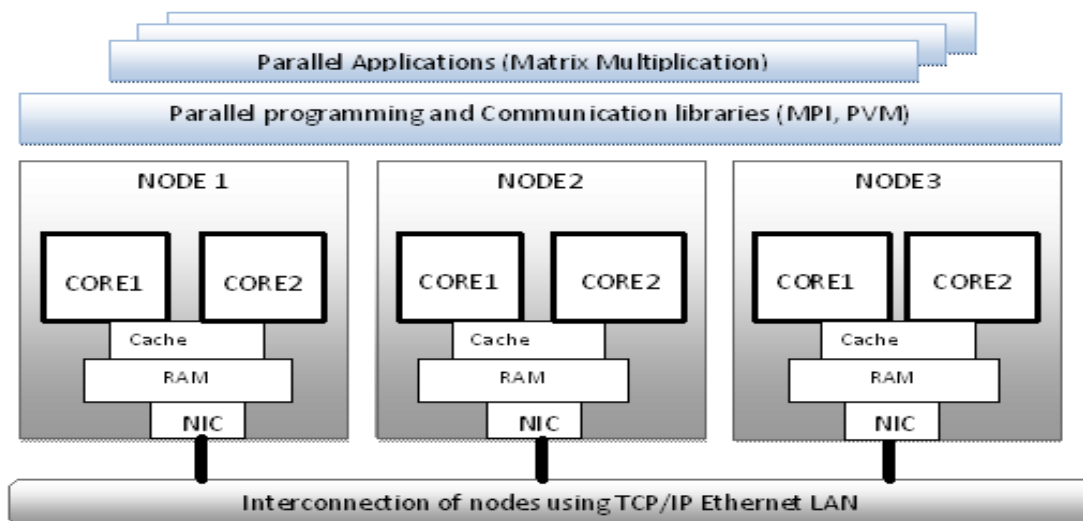 Parallel Applications (Matrix Multiplication)
Parallel programming and Communication libraries (MPI, PVM)
NODE 1
NODE2
NODE3
CORE1
CORE2
CORE1
CORE2
CORE1
CORE2
Cache
Cache
Cache
RAM
RAM
RAM
NIC
NIC
NIC
Interconnection of nodes using TCP/IP Ethernet LAN